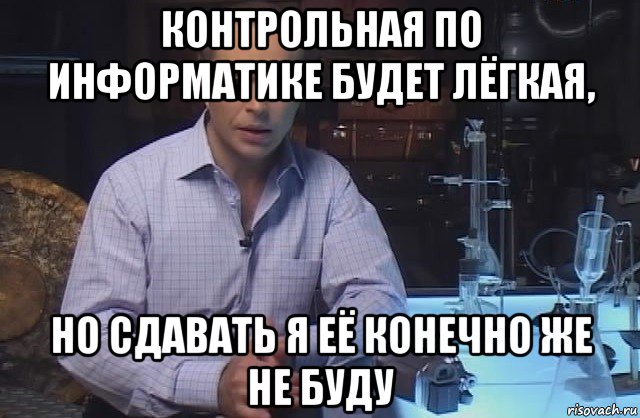 КОНТРОЛЬНАЯ ПО
ИНФОРМАТИКЕ БУДЕТ ЛЁГКАЯ,
НО СДАВАТЬ Я ЕЁ КОНЕЧНО ЖЕ
НЕ БУДУ
risovach.ru